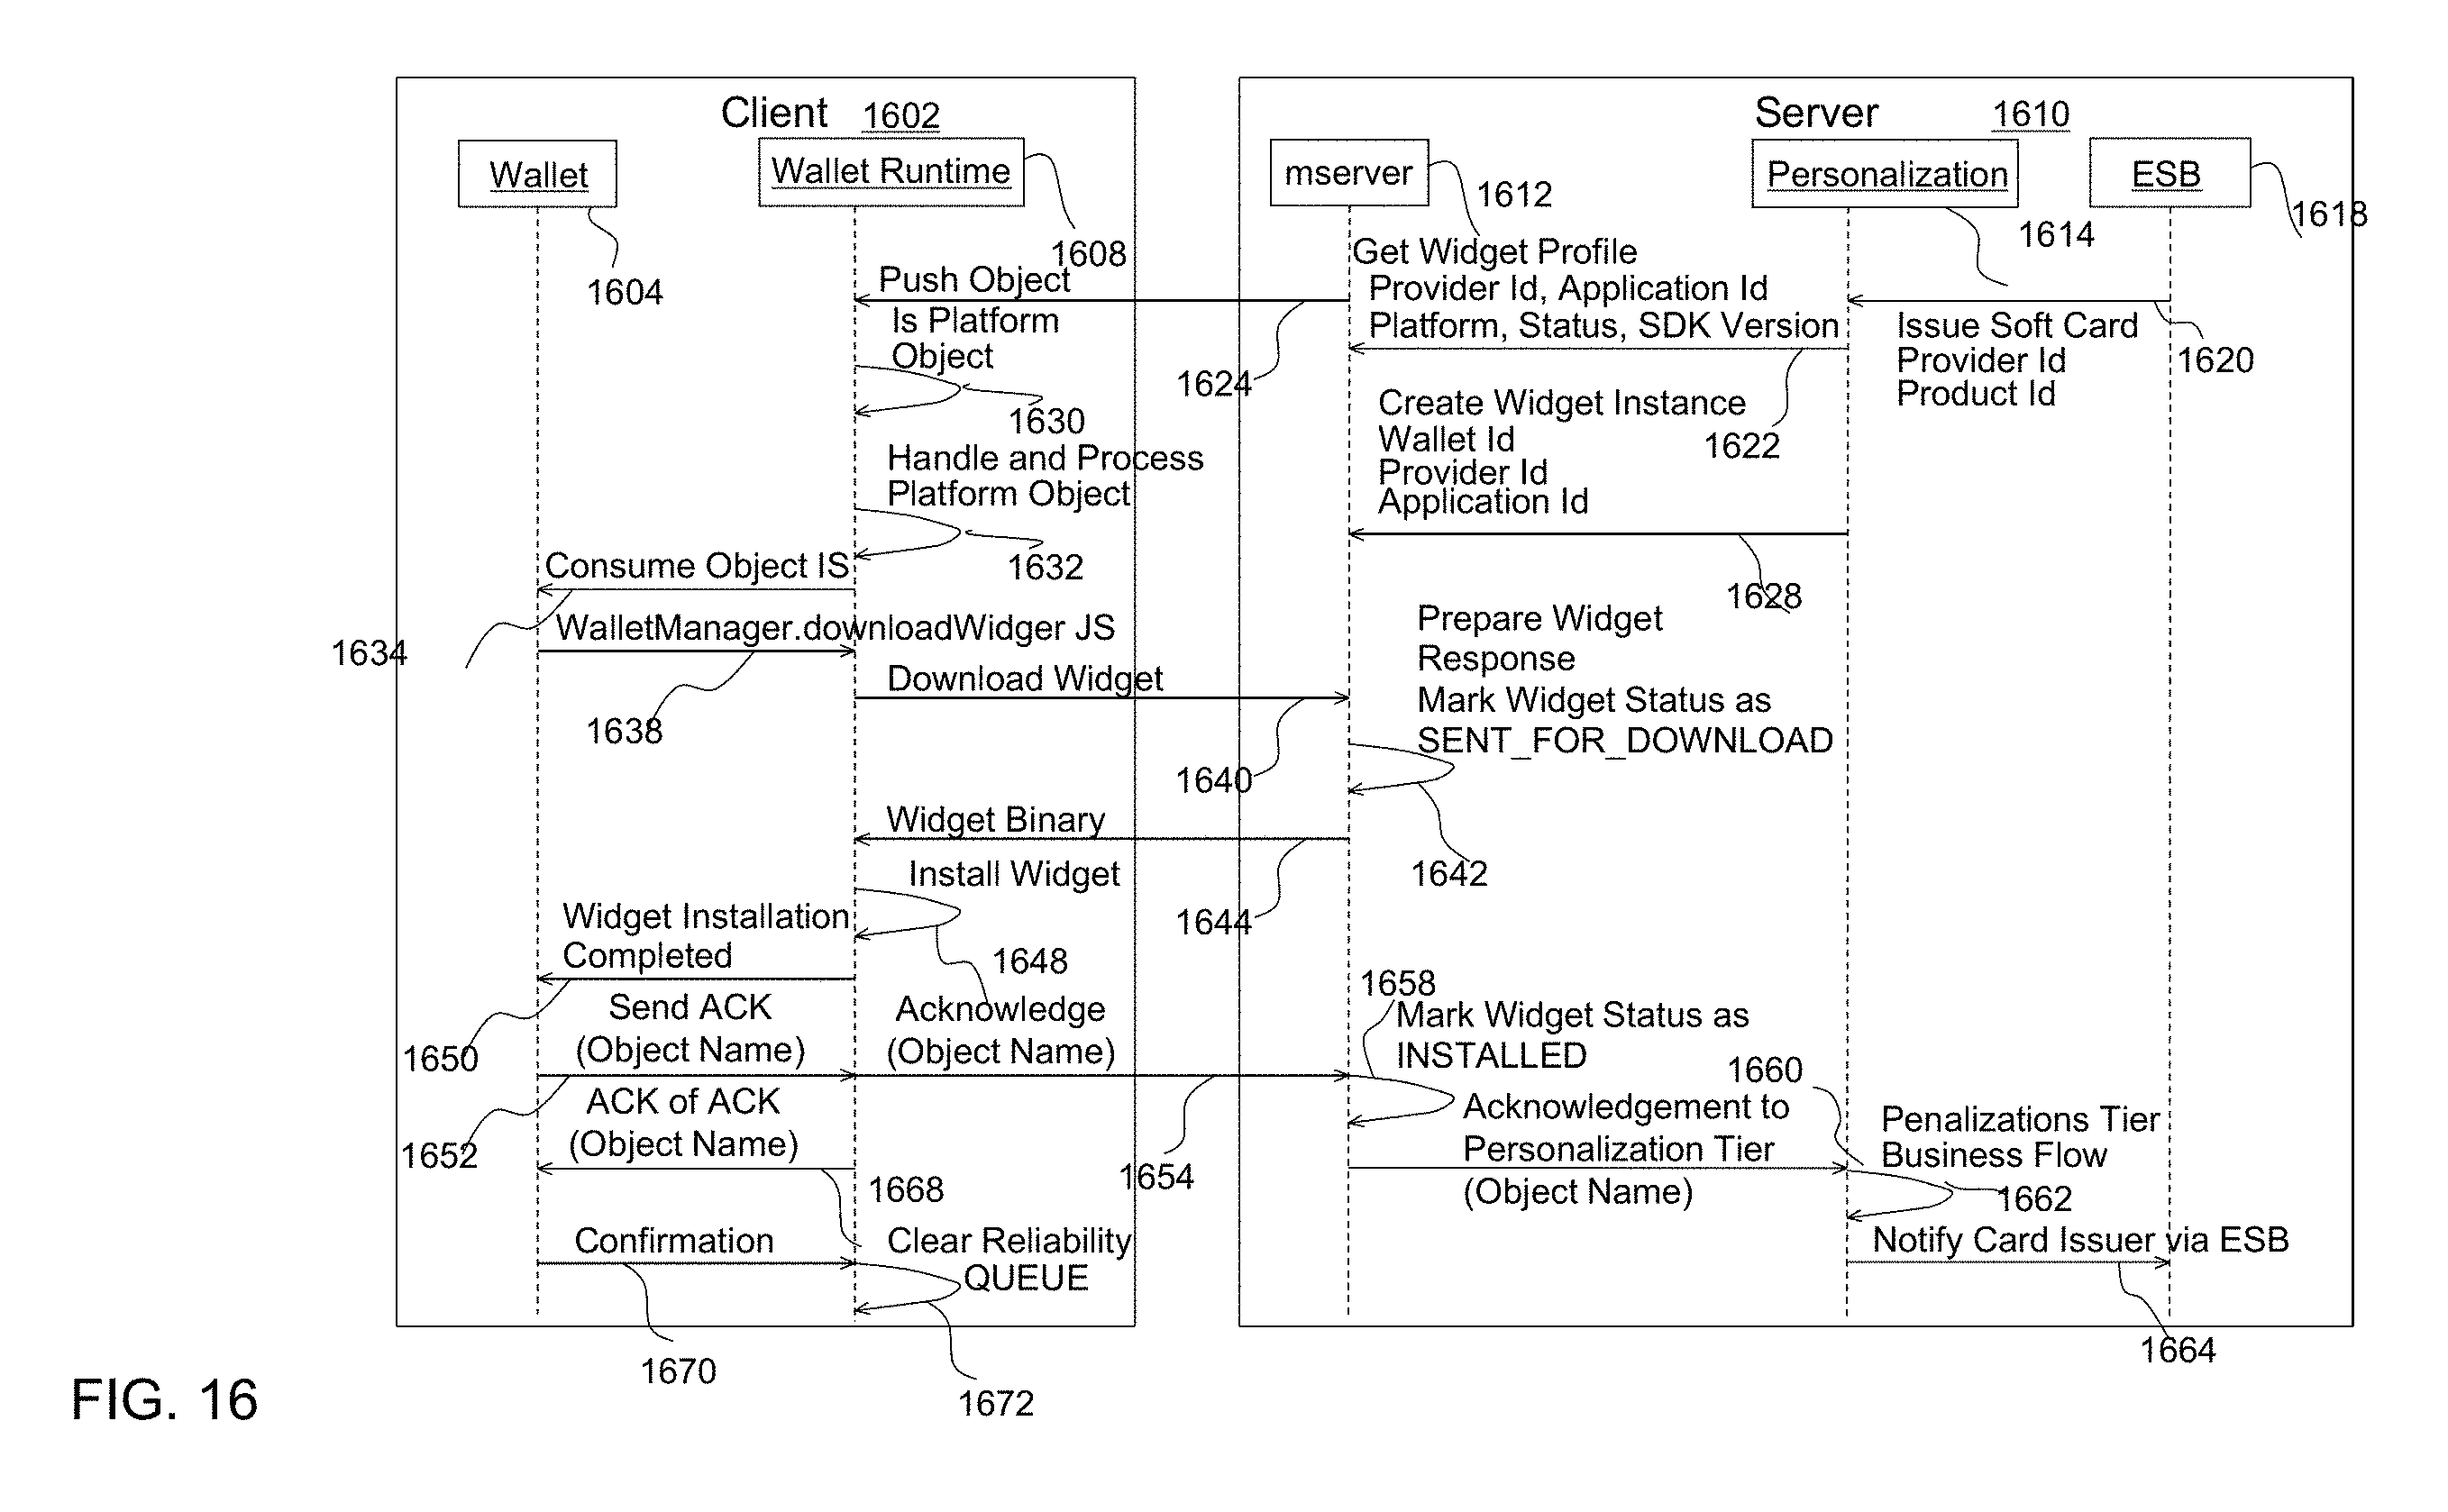 Client 1602
Server 1610
Wallet
Wallet Runtime
mserver
Personalization
ESB
1604
1608
1612
1614
1618
Get Widget Profile
Provider Id, Application Id
Platform, Status, SDK Version
Push Object
Is Platform
Object
1624
1630
Issue Soft Card
Provider Id
Product Id
1620
1622
Create Widget Instance
Wallet Id
Provider Id
Application Id
1628
Handle and Process
Platform Object
1632
Consume Object IS
1634
WalletManager.downloadWidger JS
1638
Download Widget
1640
Prepare Widget
Response
Mark Widget Status as
SENT_FOR_DOWNLOAD
1642
Widget Binary
1644
Install Widget
1648
Widget Installation
Completed
1650
Send ACK
(Object Name)
1652
Acknowledge
(Object Name)
1654
1658
Mark Widget Status as
INSTALLED
1660
Acknowledgement to
Personalization Tier
(Object Name)
Penalizations Tier
Business Flow
1662
ACK of ACK
(Object Name)
1668
Confirmation
1670
Clear Reliability
QUEUE
1672
Notify Card Issuer via ESB
1664
FIG. 16